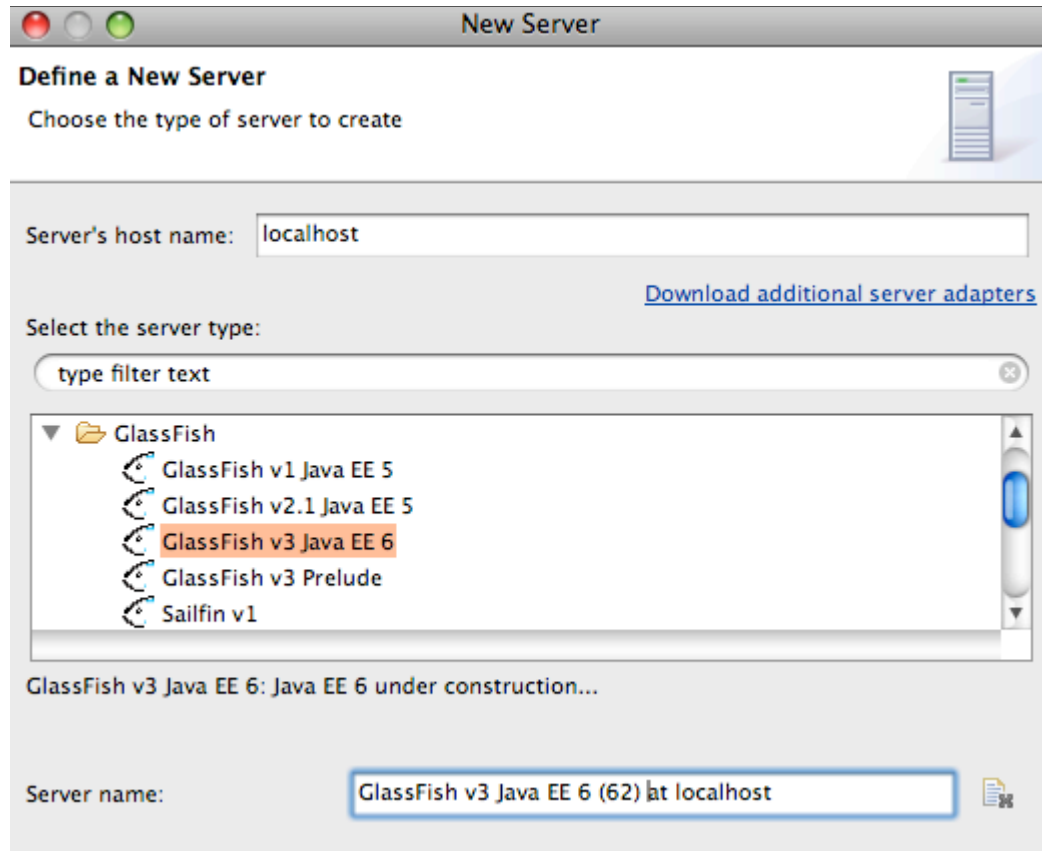 New Server
Define a New Server
Choose the type of server to create
Server's host name: localhost
Download additional server adapters
Select the server type:
type filter text
GlassFish
GlassFish v1 Java EE 5
GlassFish v2.1 Java EE 5
GlassFish v3 Java EE 6
GlassFish v3 Prelude
Sailfin v1
GlassFish v3 Java EE 6: Java EE 6 under construction...
Server name: GlassFish v3 Java EE 6 (62) at localhost